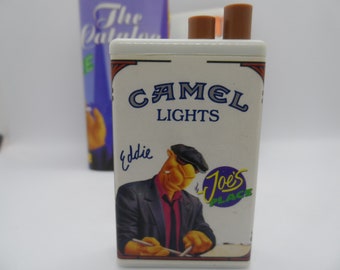 The
Catalog
CAMEL
LIGHTS
Eddie
Joe's
PLACE